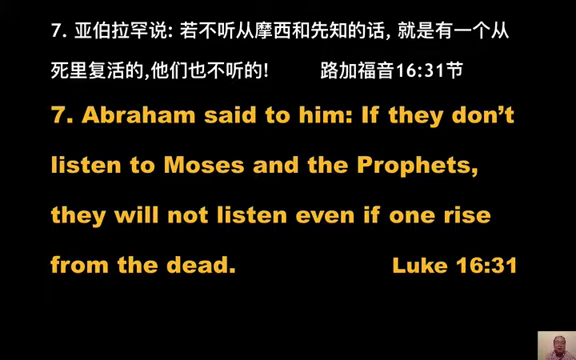 7. 亚伯拉罕说: 若不听从摩西和先知的话, 就是有一个从
死里复活的,他们也不听的! 路加福音16:31节
7. Abraham said to him: If they don’t
listen to Moses and the Prophets,
they will not listen even if one rise
from the dead. Luke 16:31